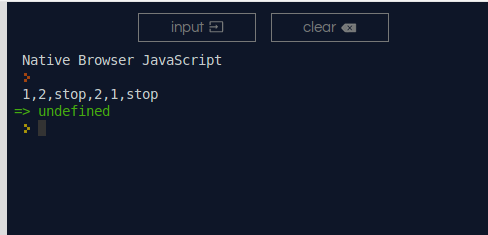 input clear
Native Browser JavaScript
1,2,stop,2,1,stop
=> undefined